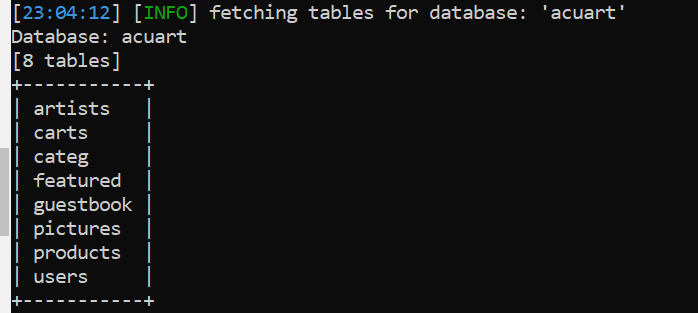 [23:04:12] [INFO] fetching tables for database: 'acuart'
Database: acuart
[8 tables]
+-----------+
| artists   |
| carts     |
| categ     |
| featured  |
| guestbook |
| pictures  |
| products  |
| users     |
+-----------+